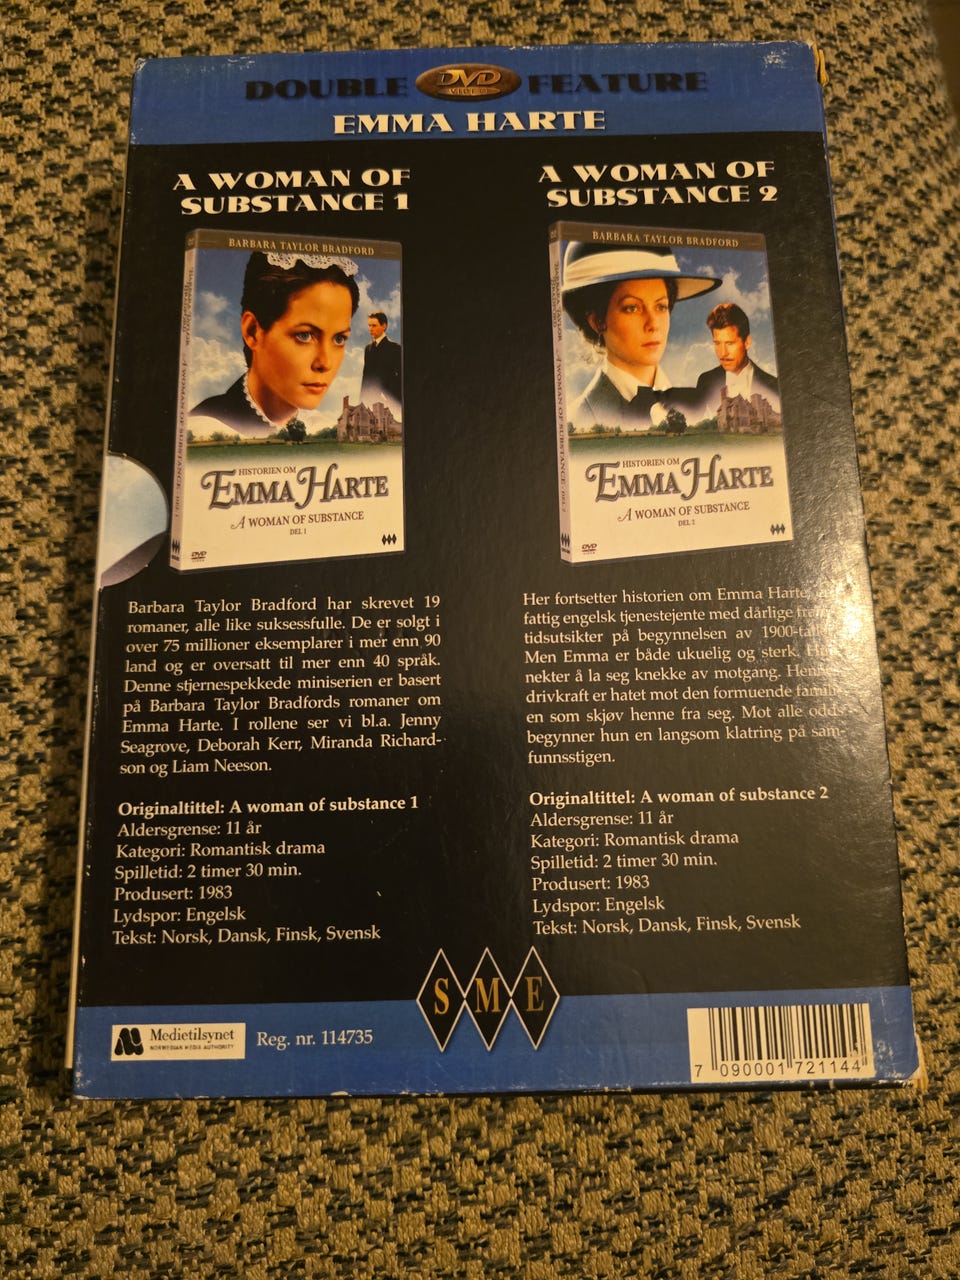 DOUBLE DVD VIDEO FEATURE
EMMA HARTE
A WOMAN OF
SUBSTANCE 1
BARBARA TAYLOR BRADFORD
HISTORIEN OM
EMMA HARTE
A WOMAN OF SUBSTANCE
DEL 1
DVD
Barbara Taylor Bradford har skrevet 19
romaner, alle like suksessfulle. De er solgt i
over 75 millioner eksemplarer i mer enn 90
land og er oversatt til mer enn 40 språk.
Denne stjernespekkede miniserien er basert
på Barbara Taylor Bradfords romaner om
Emma Harte. I rollene ser vi bl.a. Jenny
Seagrove, Deborah Kerr, Miranda Richard-
son og Liam Neeson.
Originaltittel: A woman of substance 1
Aldersgrense: 11 år
Kategori: Romantisk drama
Spilletid: 2 timer 30 min.
Produsert: 1983
Lydspor: Engelsk
Tekst: Norsk, Dansk, Finsk, Svensk
A WOMAN OF
SUBSTANCE 2
BARBARA TAYLOR BRADFORD
HISTORIEN OM
EMMA HARTE
A WOMAN OF SUBSTANCE
DEL 2
DVD
Her fortsetter historien om Emma Harte,
fattig engelsk tjenestejente med dårlige
tidsutsikter på begynnelsen av
Men Emma er både ukuelig og sterk.
nekter å la seg knekke av motgang.
drivkraft er hatet mot den formuende
en som skjøv henne fra seg. Mot alle odds
begynner hun en langsom klatring på sam-
funnsstigen.
Originaltittel: A woman of substance 2
Aldersgrense: 11 år
Kategori: Romantisk drama
Spilletid: 2 timer 30 min.
Produsert: 1983
Lydspor: Engelsk
Tekst: Norsk, Dansk, Finsk, Svensk
SME
Medietilsynet
NORWEGIAN MEDIA AUTHORITY
Reg. nr. 114735
7 090001 721144